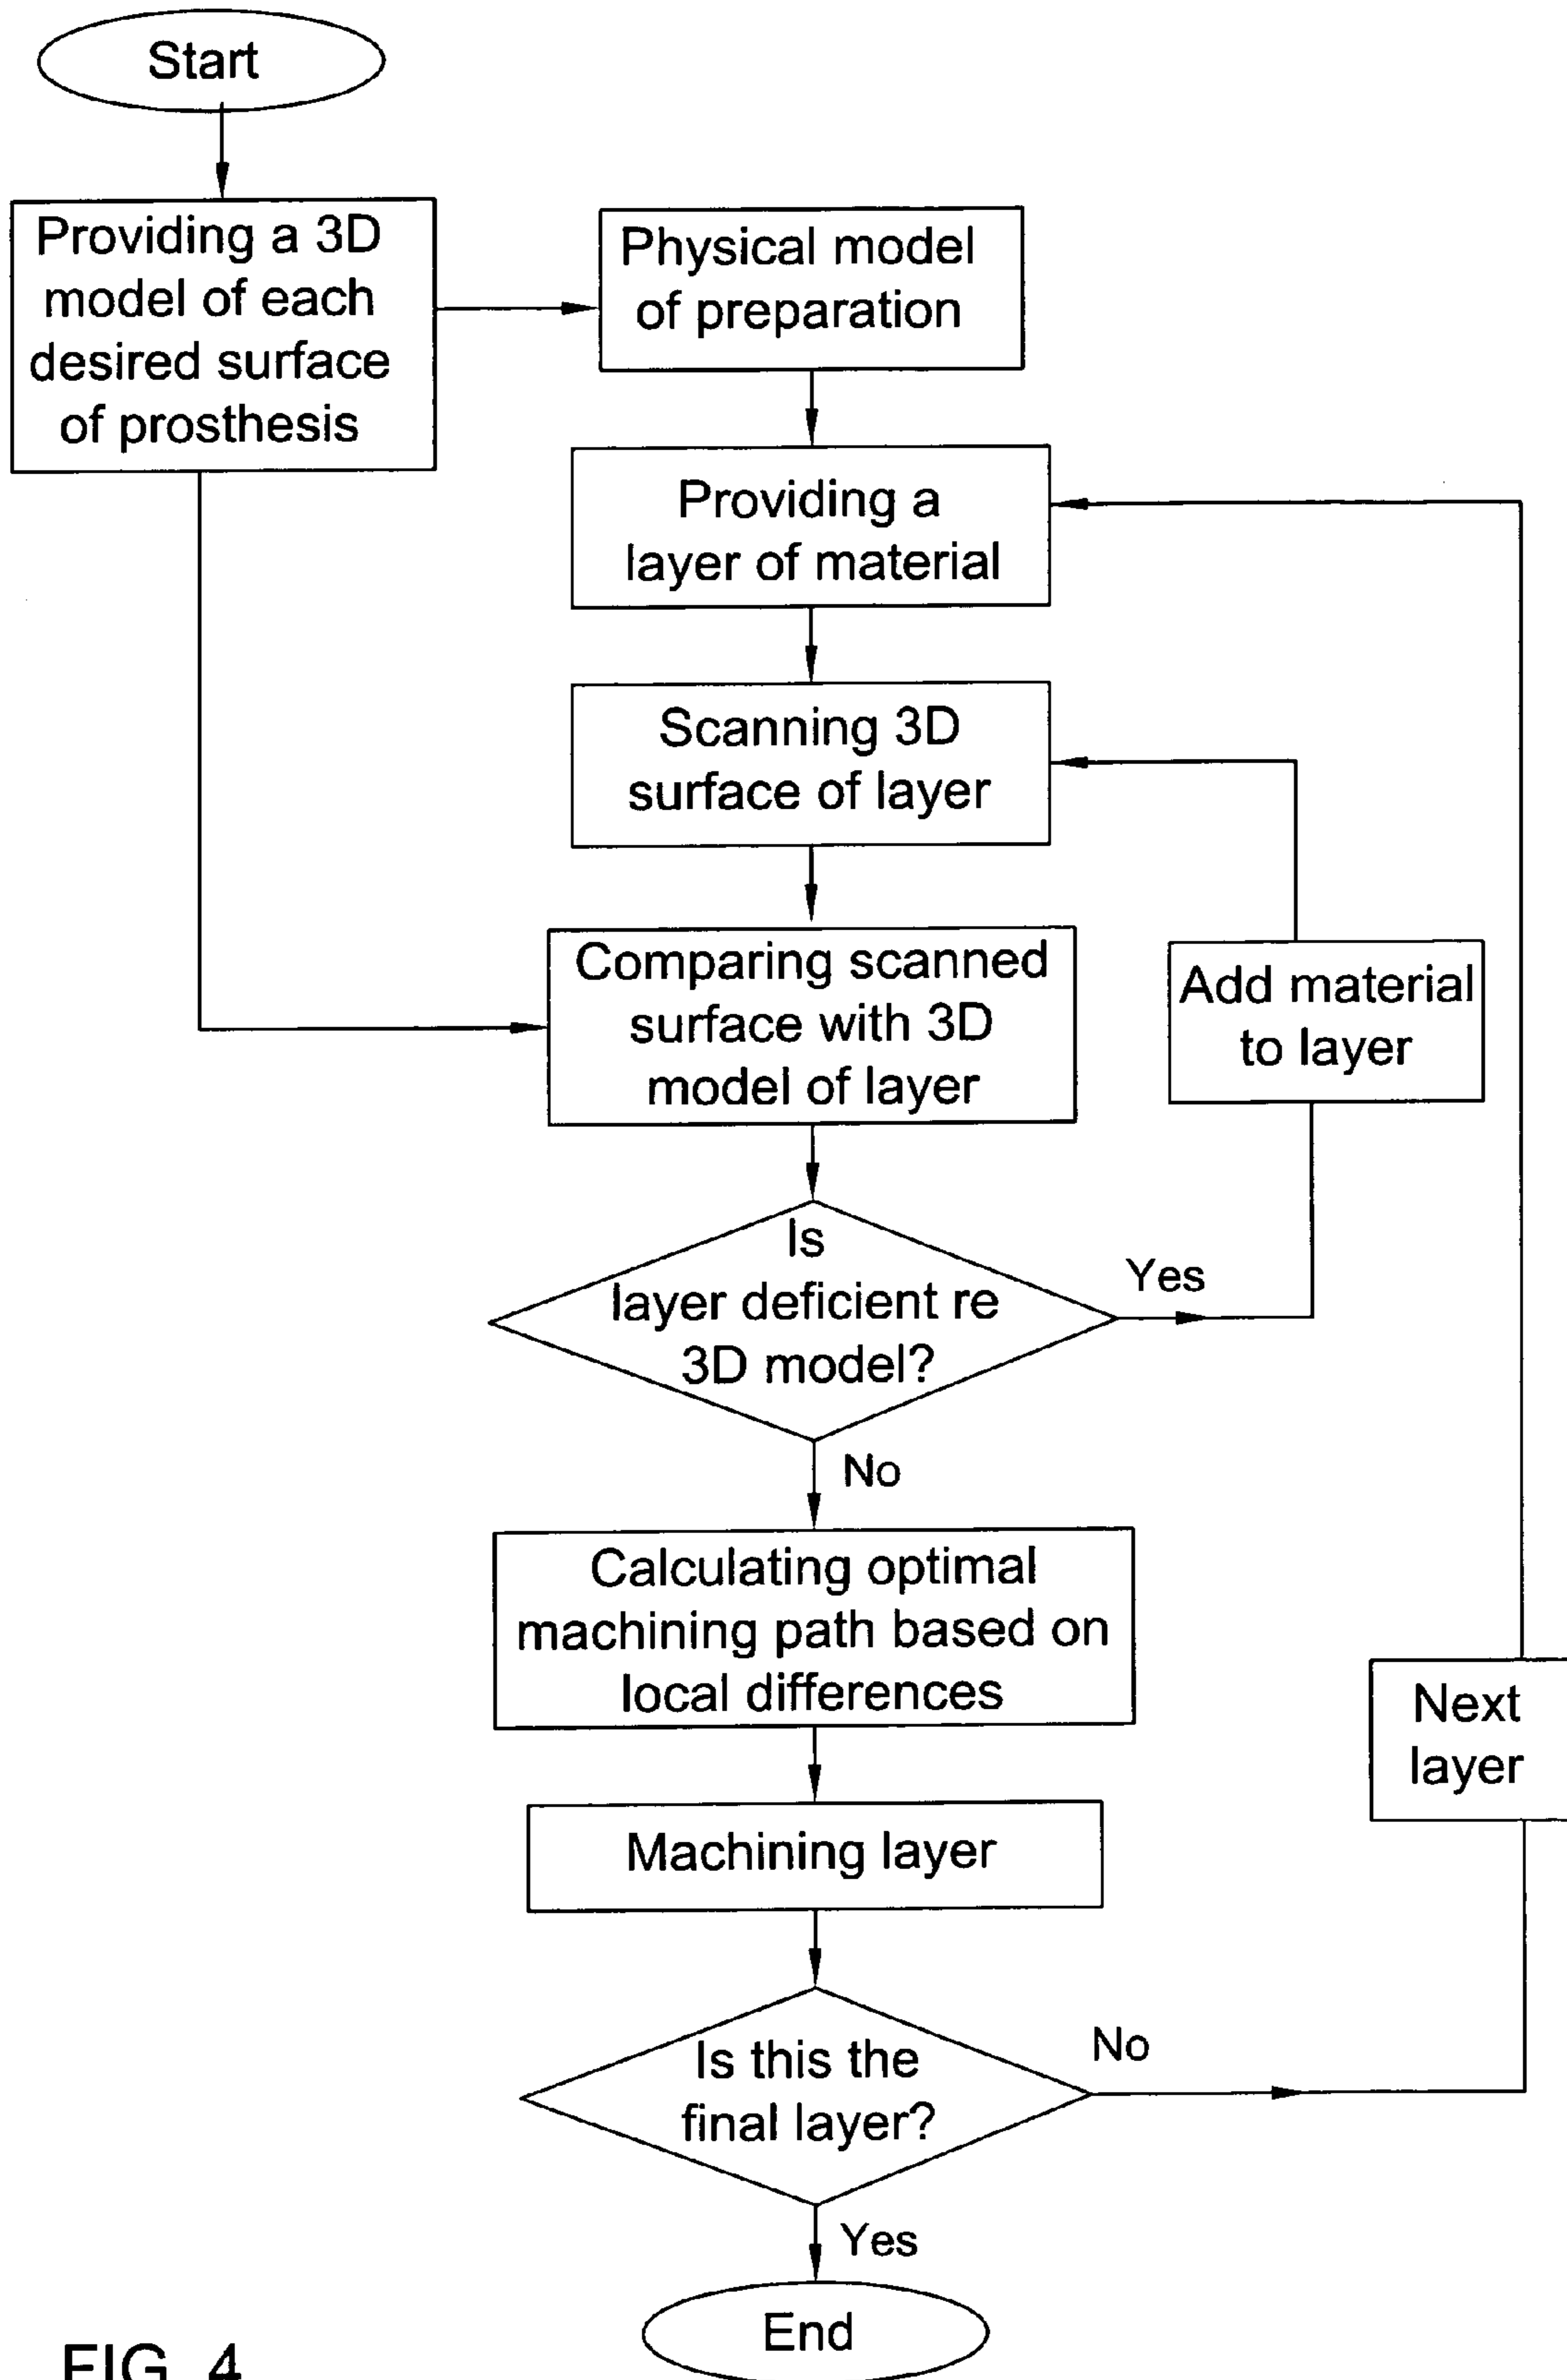 Start
Providing a 3D
model of each
desired surface
of prosthesis
Physical model
of preparation
Providing a
layer of material
Scanning 3D
surface of layer
Comparing scanned
surface with 3D
model of layer
Add material
to layer
Is
layer deficient re
3D model?
Yes
No
Calculating optimal
machining path based on
local differences
Next
layer
Machining layer
Is this the
final layer?
No
Yes
End
FIG. 4